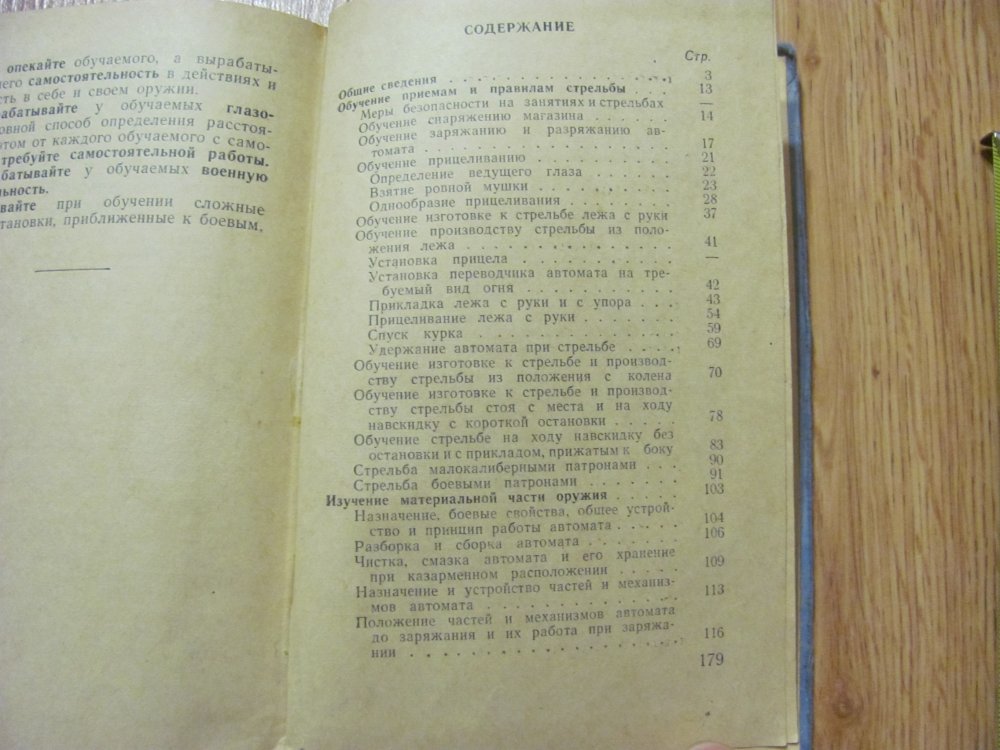 опекайте обучаемого, а вырабаты-
него самостоятельность в действиях и
сть в себе и своем оружии.
рабатывайте у обучаемых глазо-
овной способ определения расстоя-
этом от каждого обучаемого с само-
требуйте самостоятельной работы.
батывайте у обучаемых военную
льность.
вайте при обучении сложные
тановки, приближенные к боевым.
СОДЕРЖАНИЕ
Стр.
Общие сведения . . . . . . . . . . . . . 3
Обучение приемам и правилам стрельбы . . . 13
Меры безопасности на занятиях и стрельбах —
Обучение снаряжению магазина . . . . . . 14
Обучение заряжанию и разряжанию ав-
томата . . . . . . . . . . . . . . . 17
Обучение прицеливанию . . . . . . . . . 21
Определение ведущего глаза . . . . . . 22
Взятие ровной мушки . . . . . . . . . 23
Однообразие прицеливания . . . . . . . 28
Обучение изготовке к стрельбе лежа с руки 37
Обучение производству стрельбы из поло-
жения лежа . . . . . . . . . . . . . 41
Установка прицела . . . . . . . . . . —
Установка переводчика автомата на тре-
буемый вид огня . . . . . . . . . . 42
Прикладка лежа с руки и с упора . . . 43
Прицеливание лежа с руки . . . . . . 54
Спуск курка . . . . . . . . . . . . . 59
Удержание автомата при стрельбе . . . . 69
Обучение изготовке к стрельбе и производ-
ству стрельбы из положения с колена 70
Обучение изготовке к стрельбе и производ-
ству стрельбы стоя с места и на ходу
навскидку с короткой остановки . . . . . 78
Обучение стрельбе на ходу навскидку без
остановки и с прикладом, прижатым к боку 83
Стрельба малокалиберными патронами . . . 90
Стрельба боевыми патронами . . . . . . . 91
Изучение материальной части оружия . . . . . 103
Назначение, боевые свойства, общее устрой-
ство и принцип работы автомата . . . . . 104
Разборка и сборка автомата . . . . . . . 106
Чистка, смазка автомата и его хранение
при казарменном расположении . . . . . 109
Назначение и устройство частей и механиз-
мов автомата . . . . . . . . . . . . . 113
Положение частей и механизмов автомата
до заряжания и их работа при заряжа-
нии . . . . . . . . . . . . . . . . . 116
179